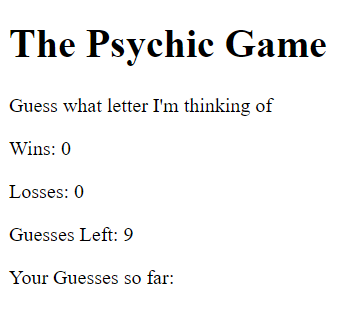 The Psychic Game
Guess what letter I'm thinking of
Wins: 0
Losses: 0
Guesses Left: 9
Your Guesses so far: